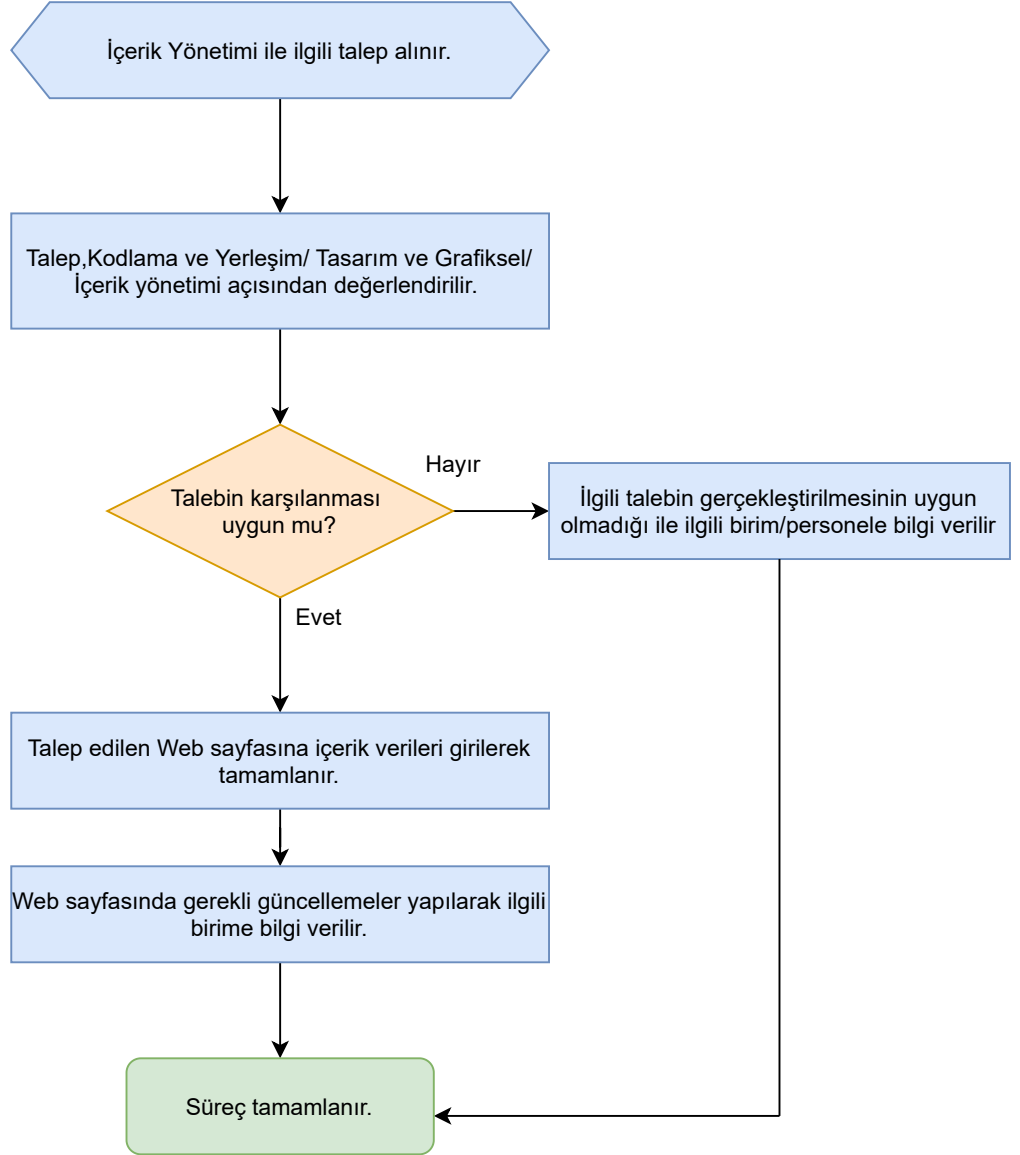 İçerik Yönetimi ile ilgili talep alınır.
Talep,Kodlama ve Yerleşim/ Tasarım ve Grafiksel/
İçerik yönetimi açısından değerlendirilir.
Talebin karşılanması
uygun mu?
Hayır
İlgili talebin gerçekleştirilmesinin uygun
olmadığı ile ilgili birim/personele bilgi verilir
Evet
Talep edilen Web sayfasına içerik verileri girilerek
tamamlanır.
Web sayfasında gerekli güncellemeler yapılarak ilgili
birime bilgi verilir.
Süreç tamamlanır.